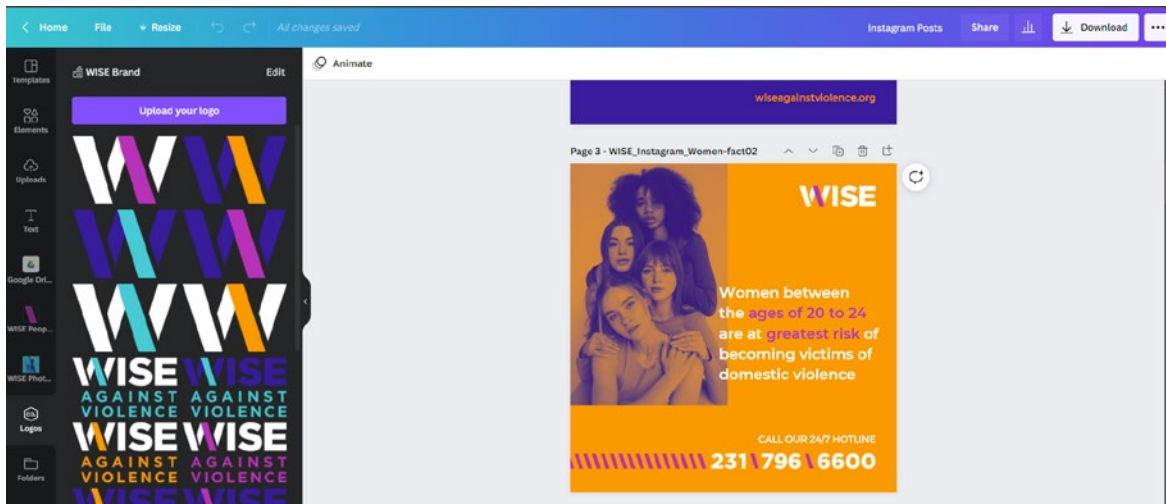 Home File Resize All changes saved Instagram Posts Share Download
Templates
Elements
Uploads
Text
Google Dri...
WISE Peop...
WISE Phot...
Logos
Folders
WISE Brand Edit
Upload your logo
W W
W W
W W
WISE WISE
AGAINST AGAINST
VIOLENCE VIOLENCE
WISE WISE
AGAINST AGAINST
VIOLENCE VIOLENCE
WISE WISE
Animate
wiseagainstviolence.org
Page 3 - WISE_Instagram_Women-fact02
WISE
Women between
the ages of 20 to 24
are at greatest risk of
becoming victims of
domestic violence
CALL OUR 24/7 HOTLINE
231\796\6600